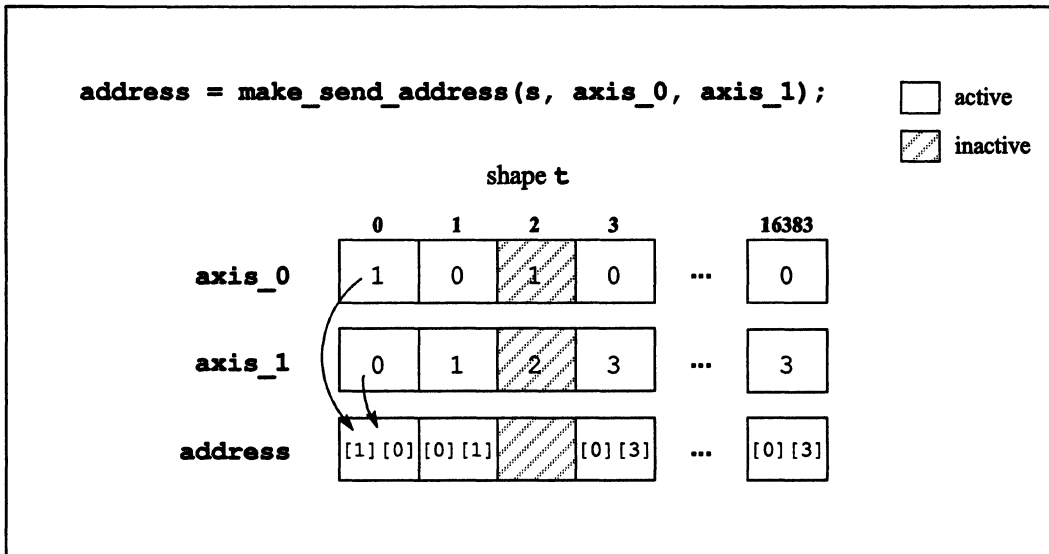 address = make_send_address(s, axis_0, axis_1);
active
inactive
shape t
0 1 2 3 16383
axis_0 1 0 1 0 ... 0
axis_1 0 1 2 3 ... 3
address [1][0] [0][1] [0][3] ... [0][3]